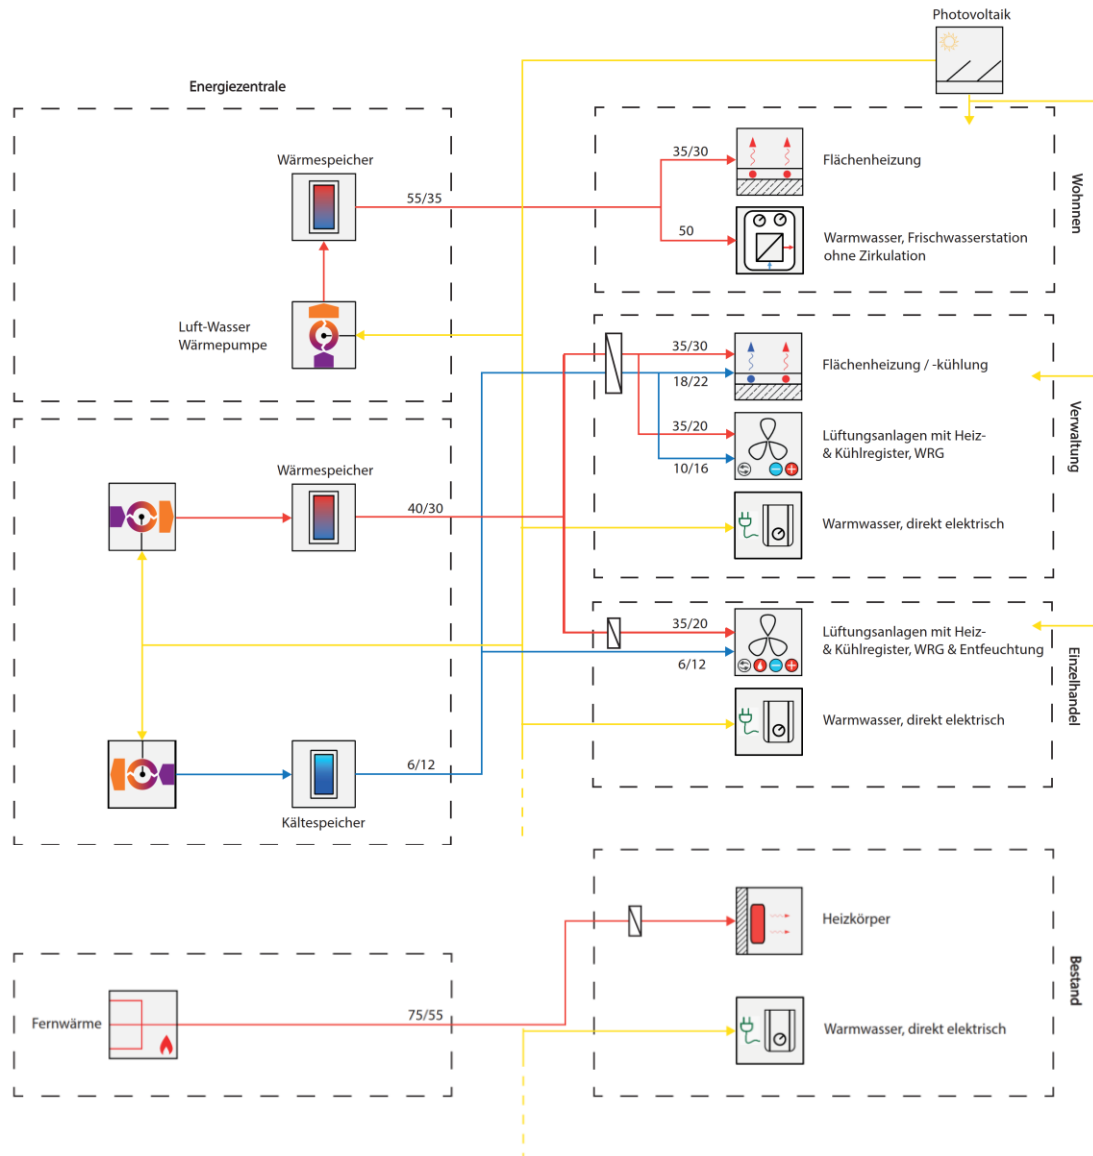 Photovoltaik
Energiezentrale
Wärmespeicher
55/35
35/30
Flächenheizung
50
Warmwasser, Frischwasserstation
ohne Zirkulation
Wohnnen
Luft-Wasser
Wärmepumpe
35/30
18/22
Flächenheizung / -kühlung
35/20
10/16
Lüftungsanlagen mit Heiz-
& Kühlregister, WRG
Verwaltung
Wärmespeicher
40/30
Warmwasser, direkt elektrisch
35/20
6/12
Lüftungsanlagen mit Heiz-
& Kühlregister, WRG & Entfeuchtung
Einzelhandel
Warmwasser, direkt elektrisch
6/12
Kältespeicher
Heizkörper
Bestand
Fernwärme
75/55
Warmwasser, direkt elektrisch